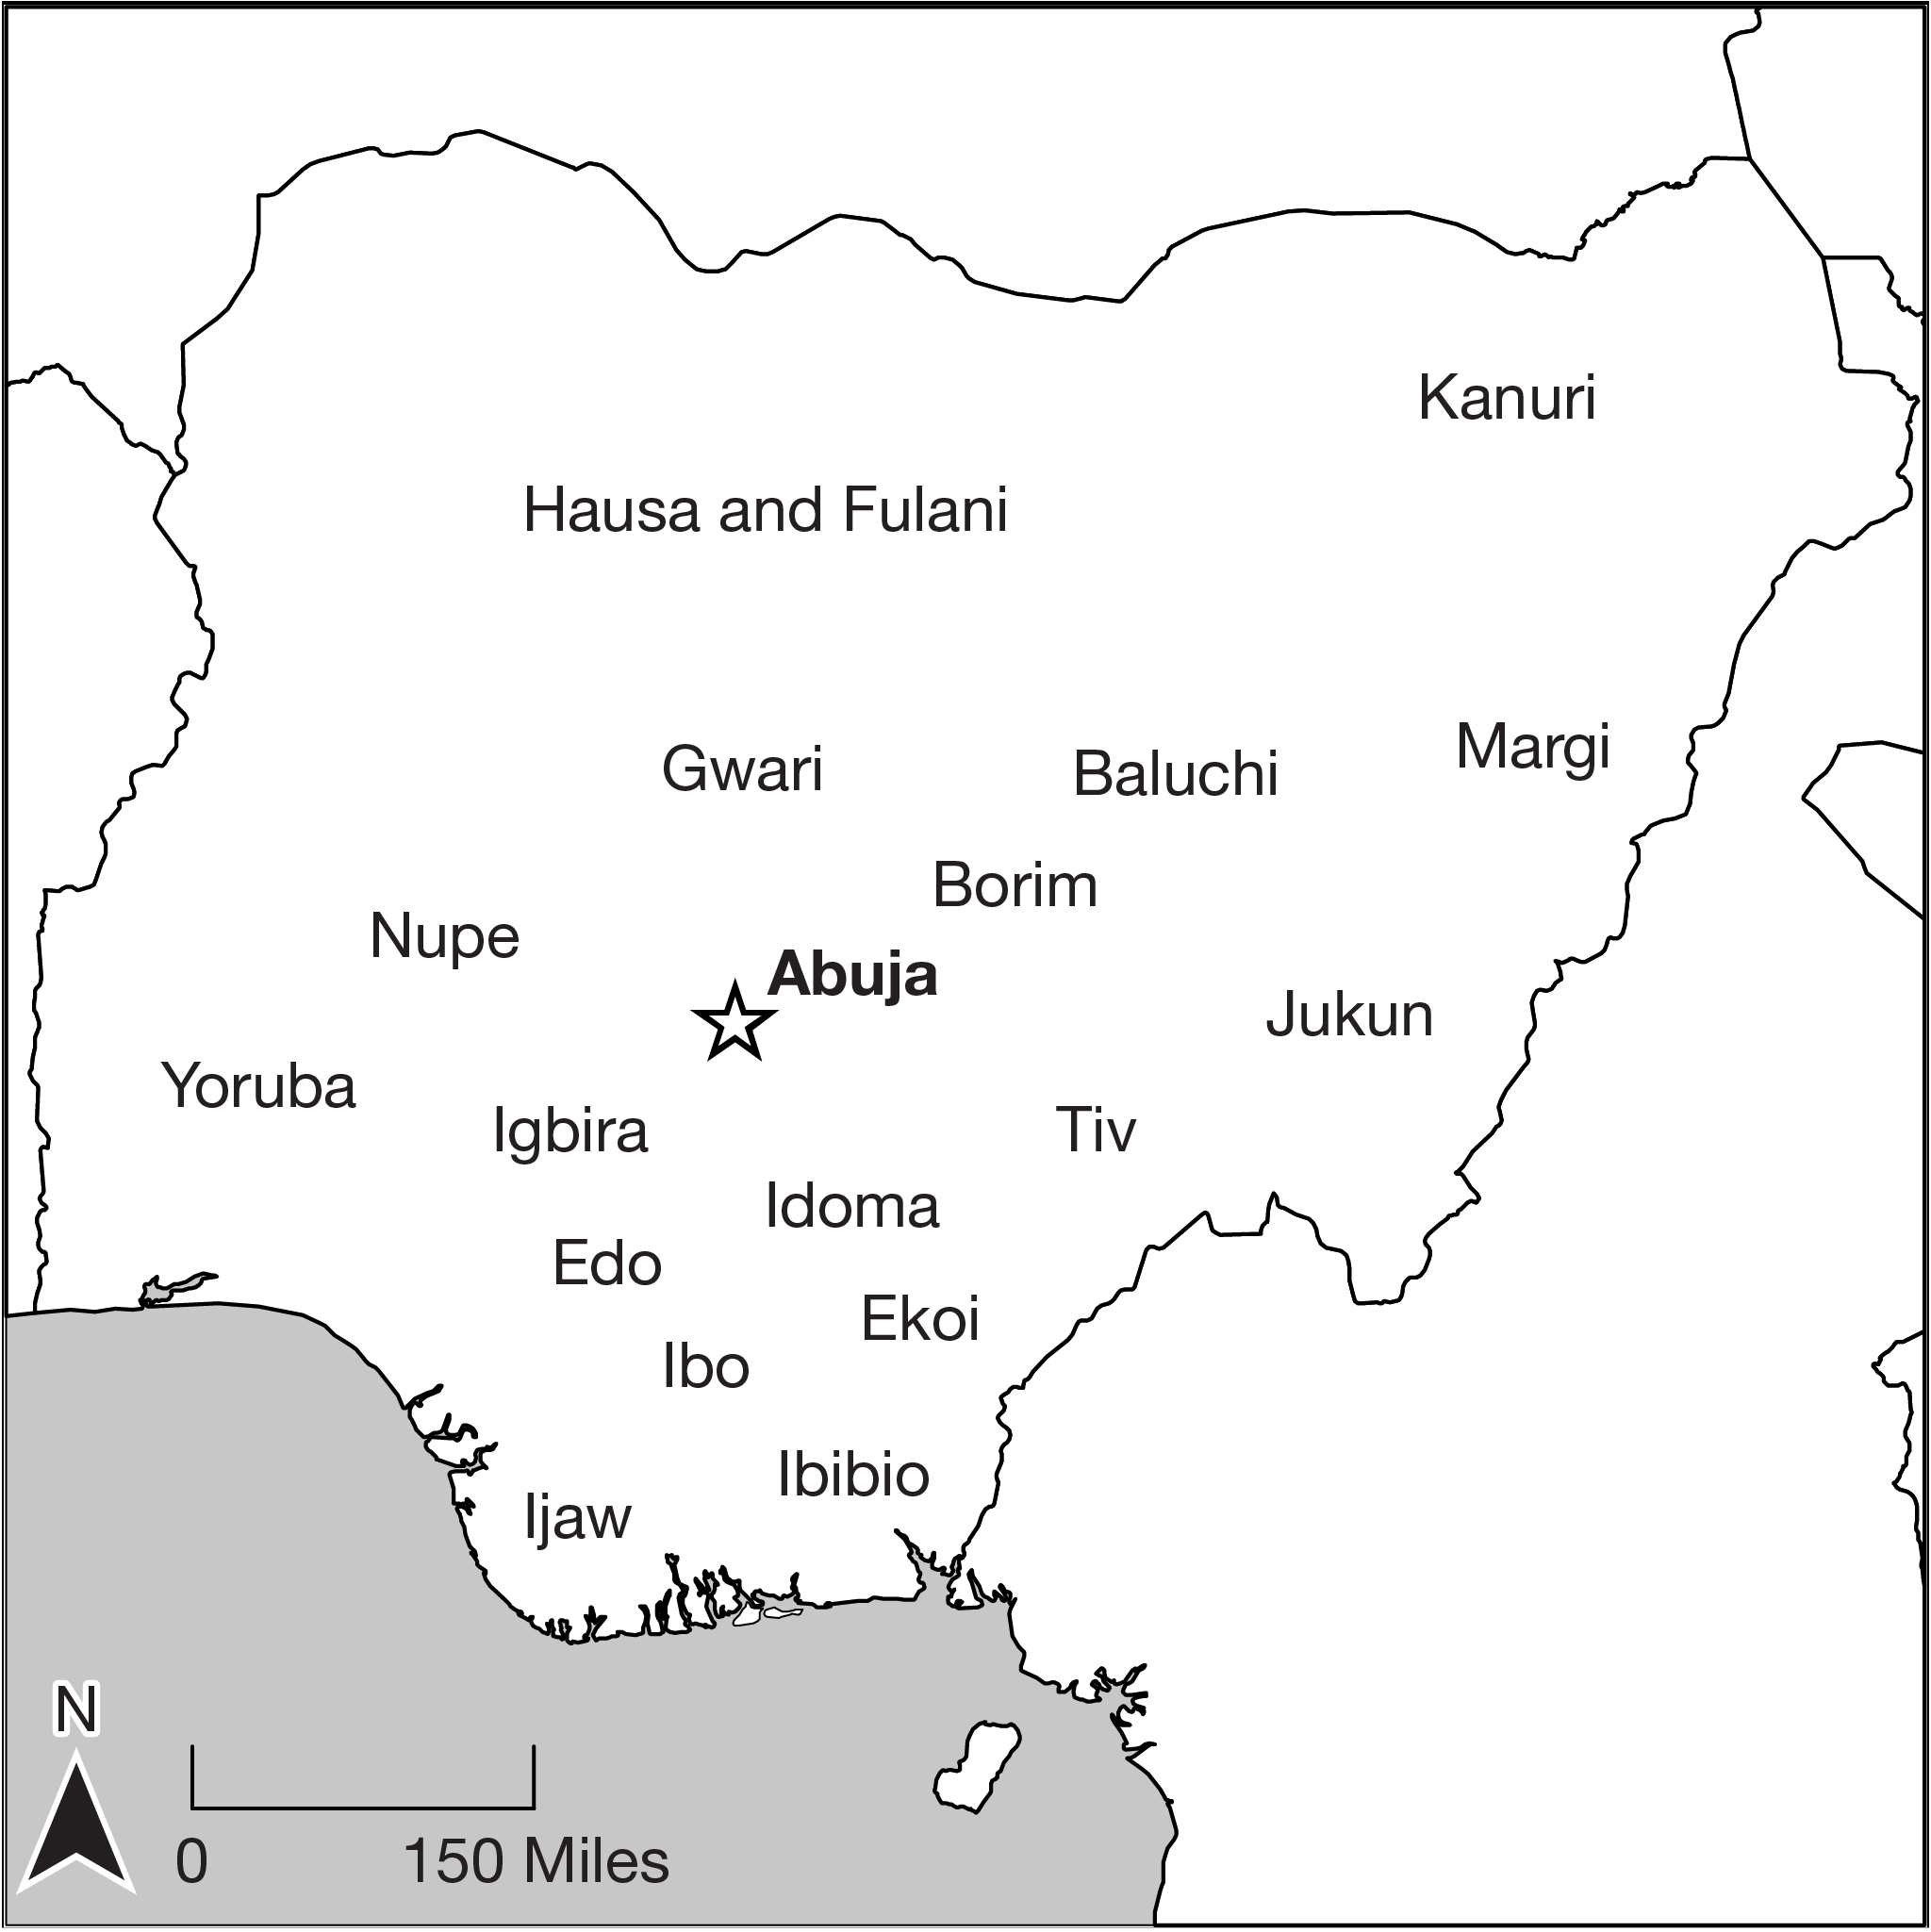 Kanuri
Hausa and Fulani
Margi
Gwari
Baluchi
Borim
Nupe
Abuja
Jukun
Yoruba
Igbira
Tiv
Idoma
Edo
Ekoi
Ibo
Ibibio
Ijaw
N
0 150 Miles